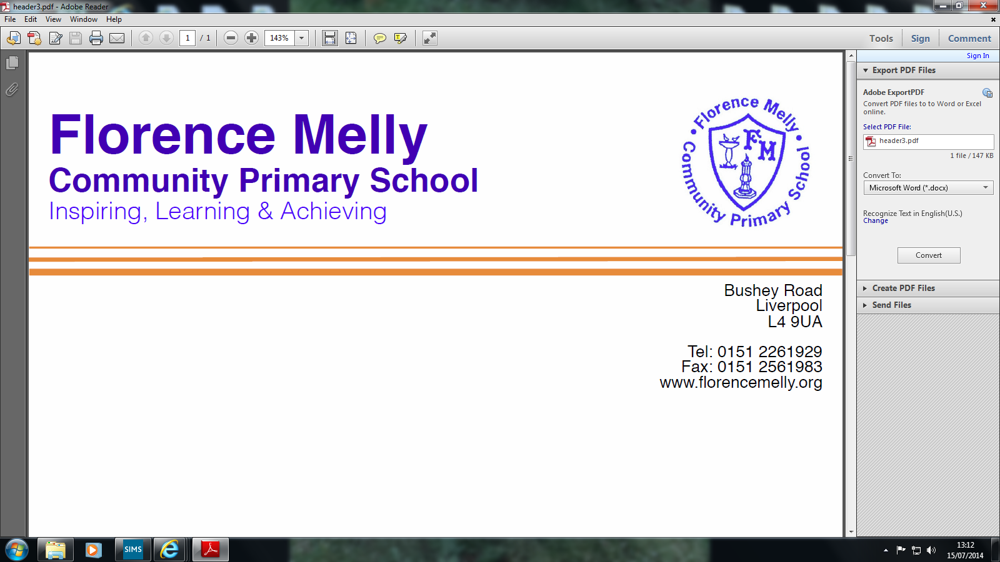 header3.pdf - Adobe Reader
File Edit View Window Help
1 / 1 143% Tools Sign Comment
Sign In
Export PDF Files
Adobe ExportPDF
Convert PDF files to to Word or Excel
online.
Select PDF File:
header3.pdf
1 file / 147 KB
Convert To:
Microsoft Word (*.docx)
Recognize Text in English(U.S.)
Change
Convert
Create PDF Files
Send Files
Florence Melly
Community Primary School
Inspiring, Learning & Achieving
• Florence Melly •
Community Primary School
F M
Bushey Road
Liverpool
L4 9UA
Tel: 0151 2261929
Fax: 0151 2561983
www.florencemelly.org
SIMS
13:12
15/07/2014